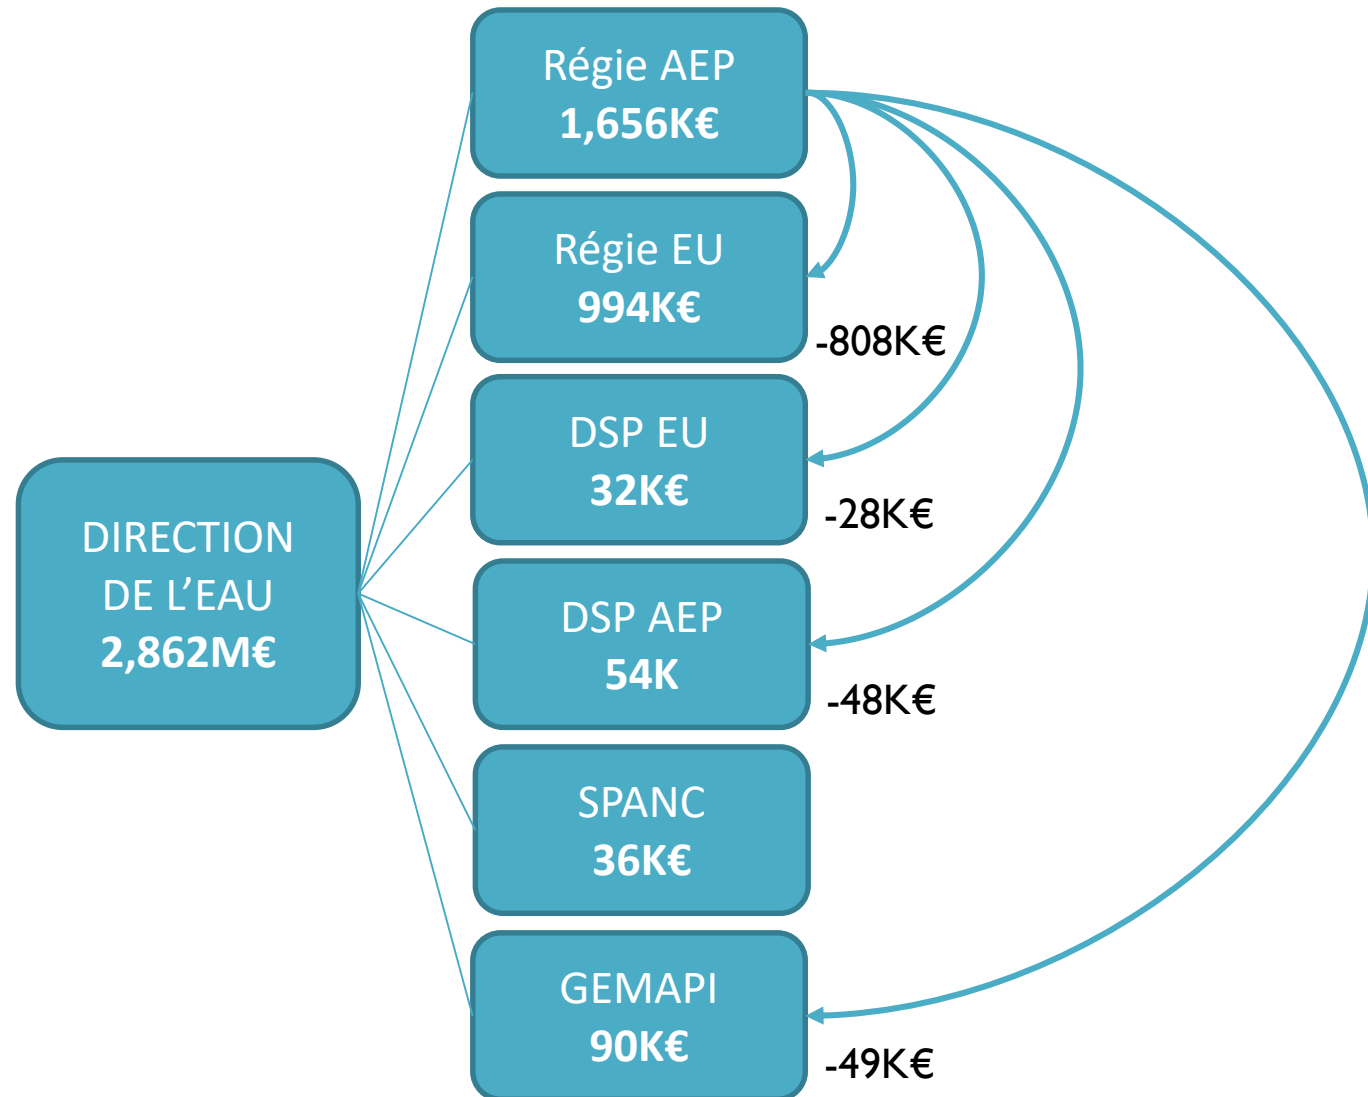 Régie AEP
1,656K€
Régie EU
994K€
-808K€
DSP EU
32K€
-28K€
DIRECTION
DE L’EAU
2,862M€
DSP AEP
54K
-48K€
SPANC
36K€
GEMAPI
90K€
-49K€